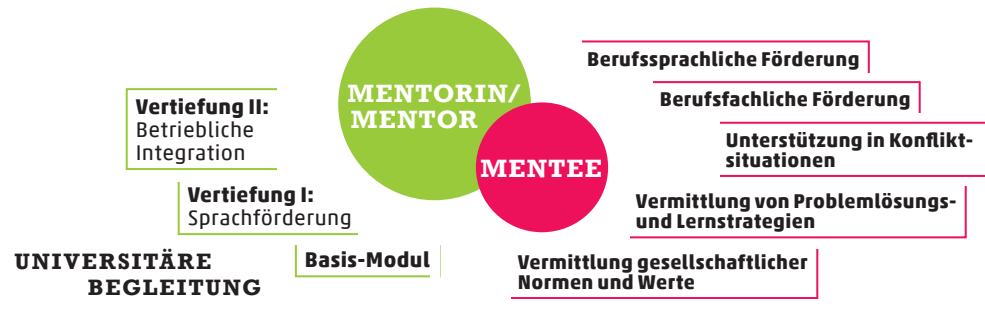 MENTORIN/
MENTOR
MENTEE
Vertiefung II:
Betriebliche
Integration
Vertiefung I:
Sprachförderung
Basis-Modul
UNIVERSITÄRE
BEGLEITUNG
Berufssprachliche Förderung
Berufsfachliche Förderung
Unterstützung in Konflikt-
situationen
Vermittlung von Problemlösungs-
und Lernstrategien
Vermittlung gesellschaftlicher
Normen und Werte